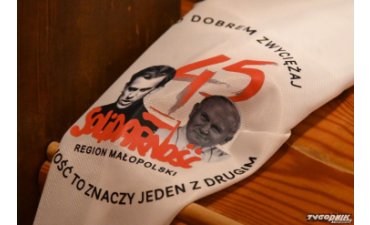 DOBREM ZWYCIĘŻAJ
45
SOLIDARNOŚĆ
REGION MAŁOPOLSKI
OŚĆ TO ZNACZY JEDEN Z DRUGIM
TYGODNIK